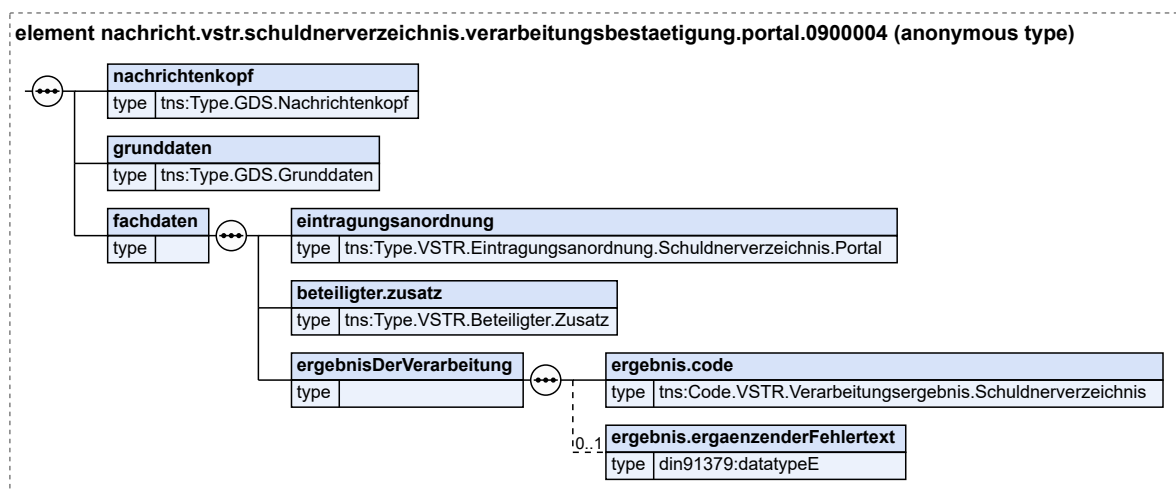 element nachricht.vstr.schuldnerverzeichnis.verarbeitungsbestaetigung.portal.0900004 (anonymous type)
nachrichtenkopf
type tns:Type.GDS.Nachrichtenkopf
grunddaten
type tns:Type.GDS.Grunddaten
fachdaten
type
eintragungsanordnung
type tns:Type.VSTR.Eintragungsanordnung.Schuldnerverzeichnis.Portal
beteiligter.zusatz
type tns:Type.VSTR.Beteiligter.Zusatz
ergebnisDerVerarbeitung
type
ergebnis.code
type tns:Code.VSTR.Verarbeitungsergebnis.Schuldnerverzeichnis
0..1
ergebnis.ergaenzenderFehlertext
type din91379:datatypeE